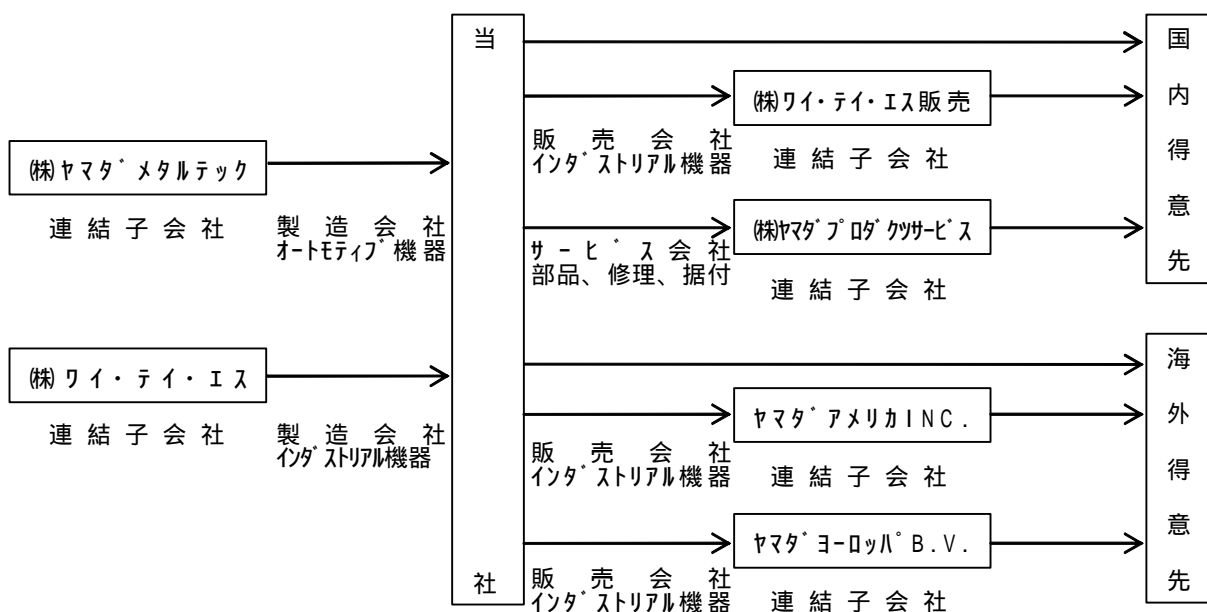 (株)ヤマダメタルテック
連結子会社
製造会社
オートモティブ機器
(株)ワイ・テイ・エス
連結子会社
製造会社
インダストリアル機器
当社
販売会社
インダストリアル機器
(株)ワイ・テイ・エス販売
連結子会社
サービス会社
部品、修理、据付
(株)ヤマダプロダクツサービス
連結子会社
販売会社
インダストリアル機器
ヤマダアメリカINC.
連結子会社
販売会社
インダストリアル機器
ヤマダヨーロッパB.V.
連結子会社
国内得意先
海外得意先